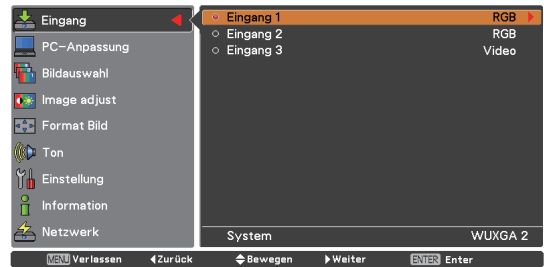 Eingang
PC-Anpassung
Bildauswahl
Image adjust
Format Bild
Ton
Einstellung
Information
Netzwerk
Eingang 1 RGB
Eingang 2 RGB
Eingang 3 Video
System WUXGA 2
MENU Verlassen Zurück Bewegen Weiter ENTER Enter